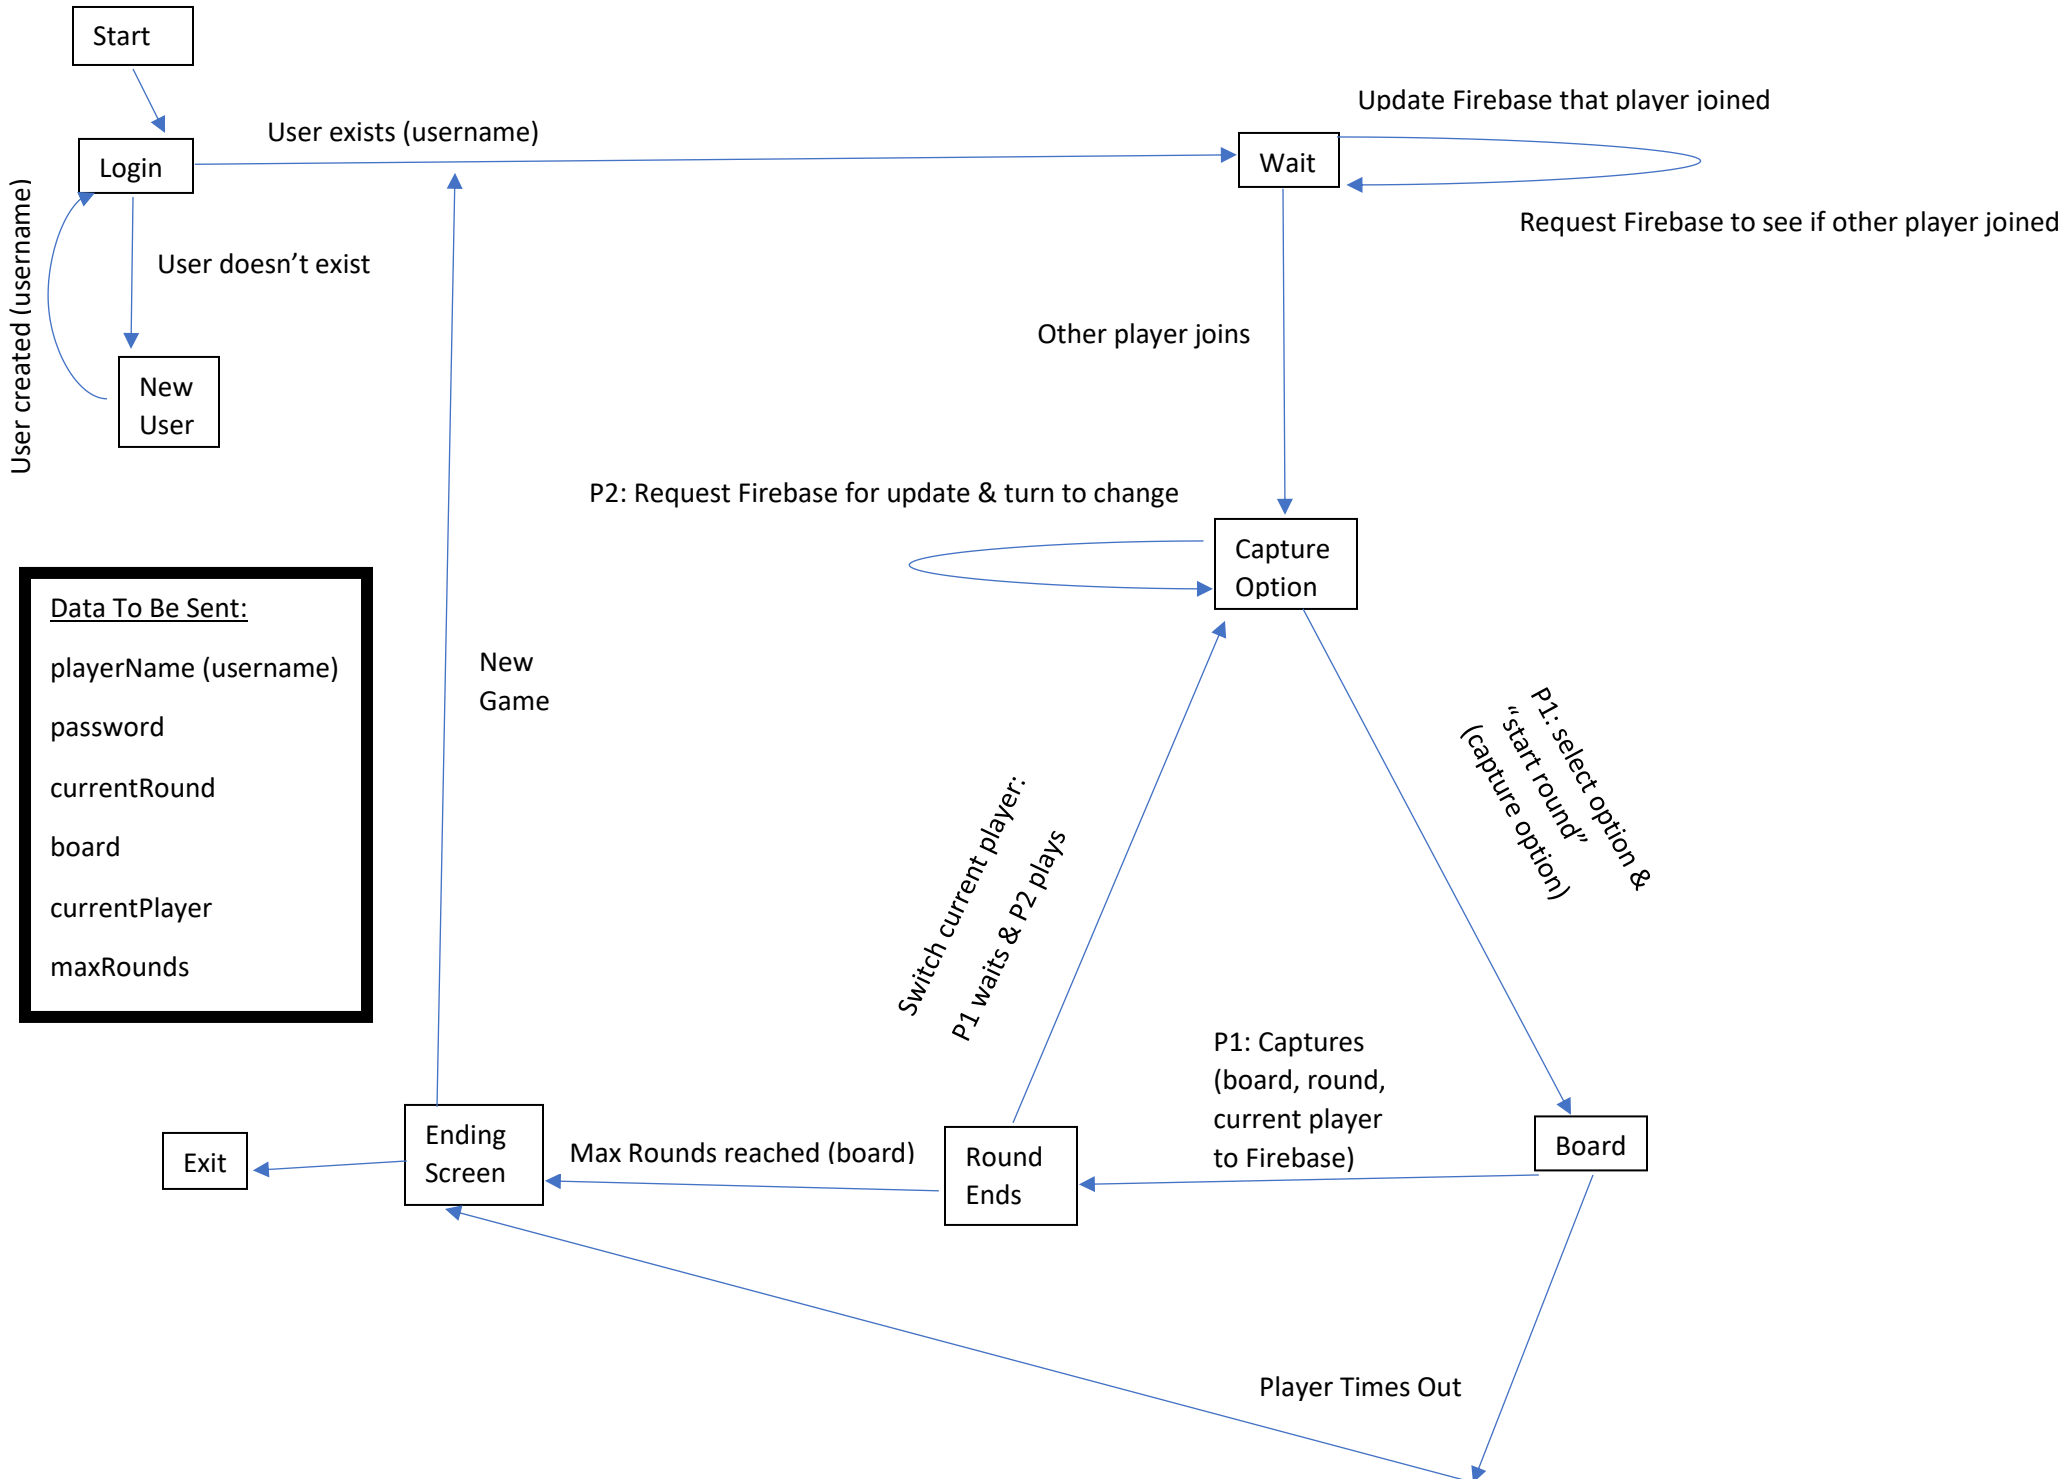 Start
Update Firebase that player joined
User exists (username)
Login
Wait
Request Firebase to see if other player joined
User created (username)
User doesn’t exist
Other player joins
New
User
P2: Request Firebase for update & turn to change
Capture
Option
Data To Be Sent:
playerName (username)
password
currentRound
board
currentPlayer
maxRounds
New
Game
P1: select option &
“start round”
(capture option)
Switch current player:
P1 waits & P2 plays
P1: Captures
(board, round,
current player
to Firebase)
Exit
Ending
Screen
Max Rounds reached (board)
Round
Ends
Board
Player Times Out